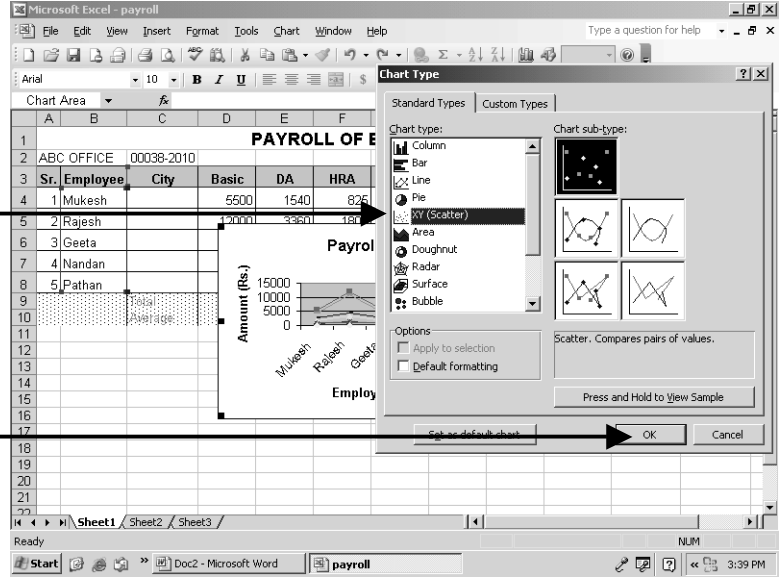 Microsoft Excel - payroll
File Edit View Insert Format Tools Chart Window Help
Type a question for help
Arial 10 B I U $
Chart Area fx
A B C D E F
1 PAYROLL OF E
2 ABC OFFICE 00038-2010
3 Sr. Employee City Basic DA HRA
4 1 Mukesh 5500 1540 825
5 2 Rajesh 12000 3360 180
6 3 Geeta
7 4 Nandan
8 5 Pathan
9 Total
10 Average
11
12
13
14
15
16
17
18
19
20
21
22
Payrol
Amount (Rs.)
15000
10000
5000
0
Mukesh Rajesh Geeta
Employ
Chart Type
Standard Types Custom Types
Chart type:
Column
Bar
Line
Pie
XY (Scatter)
Area
Doughnut
Radar
Surface
Bubble
Chart sub-type:
Options
Apply to selection
Default formatting
Scatter. Compares pairs of values.
Press and Hold to View Sample
Set as default chart OK Cancel
Sheet1 Sheet2 Sheet3
Ready NUM
Start Doc2 - Microsoft Word payroll 3:39 PM